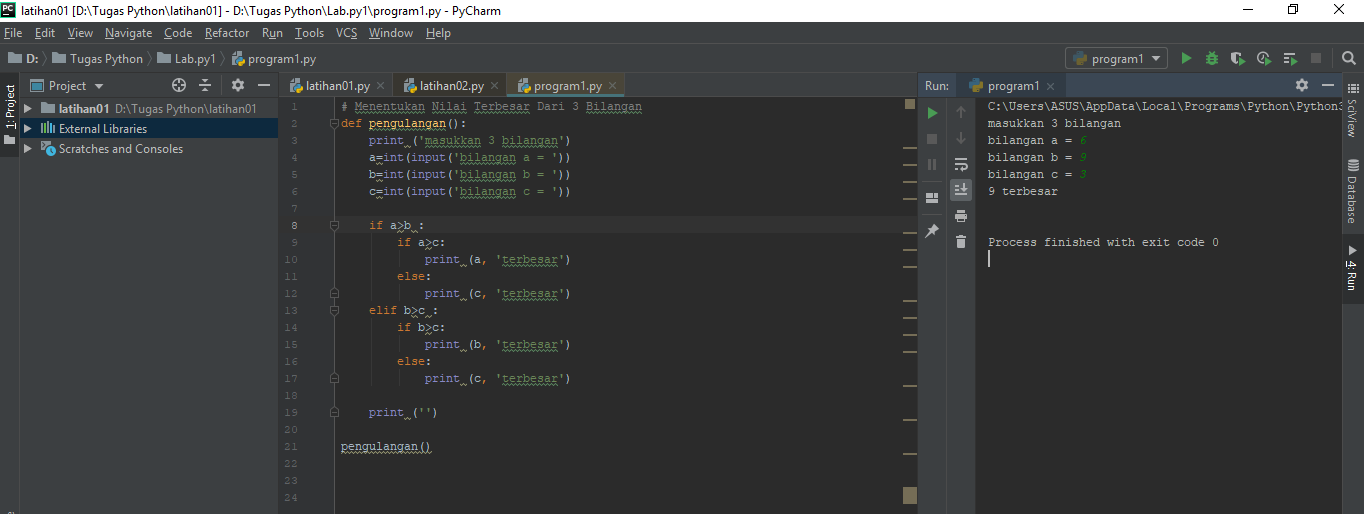 latihan01 [D:\Tugas Python\latihan01] - D:\Tugas Python\Lab.py1\program1.py - PyCharm
File Edit View Navigate Code Refactor Run Tools VCS Window Help
D: Tugas Python Lab.py1 program1.py
program1
1: Project
Project
latihan01 D:\Tugas Python\latihan01
External Libraries
Scratches and Consoles
latihan01.py latihan02.py program1.py
1 # Menentukan Nilai Terbesar Dari 3 Bilangan
2 def pengulangan():
3     print ('masukkan 3 bilangan')
4     a=int(input('bilangan a = '))
5     b=int(input('bilangan b = '))
6     c=int(input('bilangan c = '))
7
8     if a>b :
9         if a>c:
10             print (a, 'terbesar')
11         else:
12             print (c, 'terbesar')
13     elif b>c :
14         if b>c:
15             print (b, 'terbesar')
16         else:
17             print (c, 'terbesar')
18
19     print ('')
20
21 pengulangan()
22
23
24
Run: program1
C:\Users\ASUS\AppData\Local\Programs\Python\Python3
masukkan 3 bilangan
bilangan a = 6
bilangan b = 9
bilangan c = 3
9 terbesar
Process finished with exit code 0
SciView
Database
4: Run